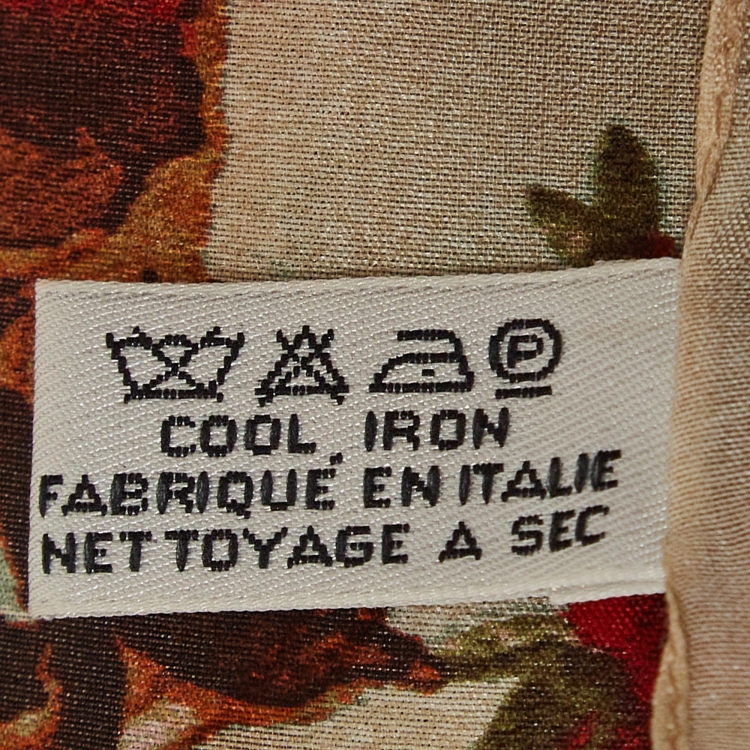 P
COOL IRON
FABRIQUÉ EN ITALIE
NETTOYAGE A SEC